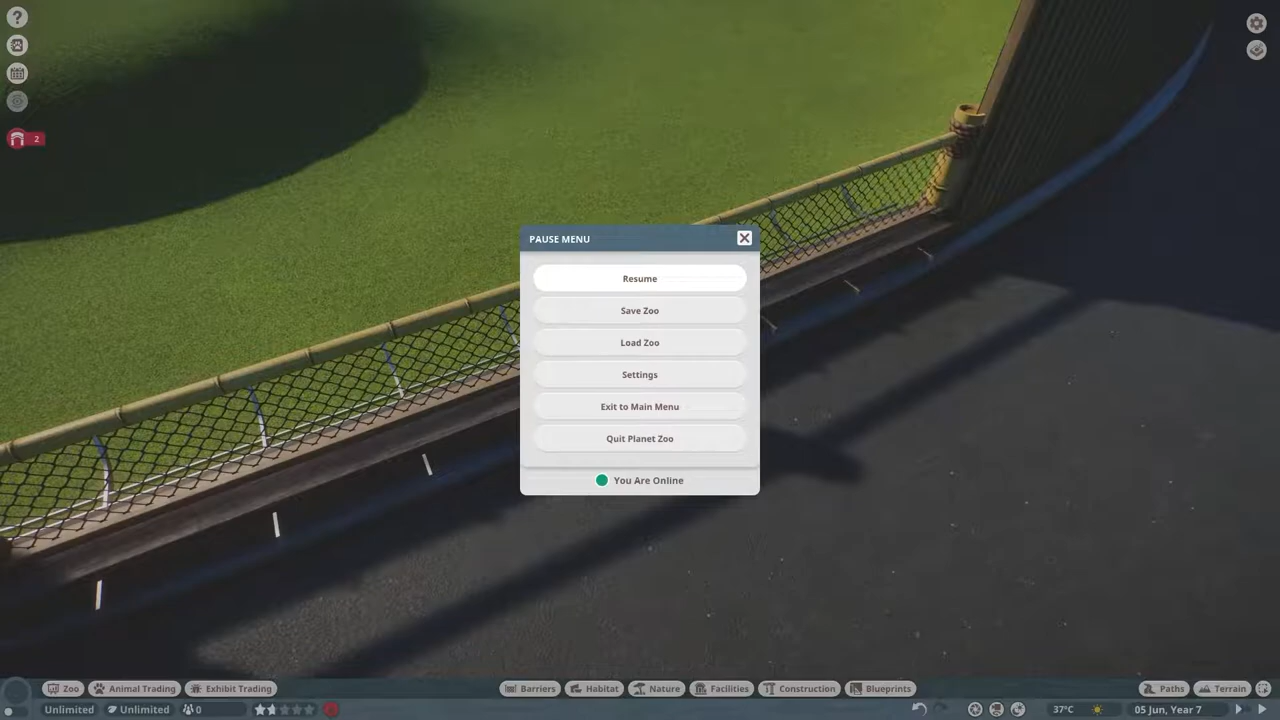 ?
2
PAUSE MENU
Resume
Save Zoo
Load Zoo
Settings
Exit to Main Menu
Quit Planet Zoo
You Are Online
Zoo Animal Trading Exhibit Trading Barriers Habitat Nature Facilities Construction Blueprints Paths Terrain
Unlimited Unlimited 0 37°C 05 Jun, Year 7